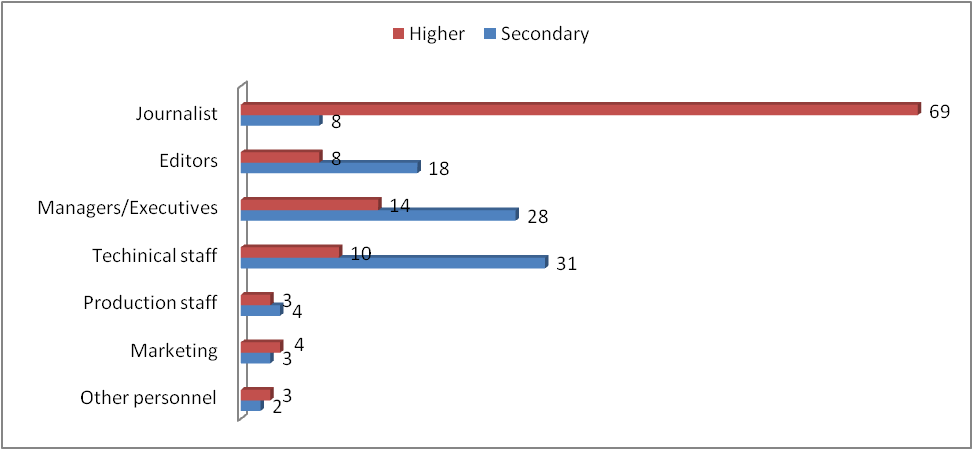 Higher Secondary
Journalist 69
8
Editors 8
18
Managers/Executives 14
28
Techinical staff 10
31
Production staff 3
4
Marketing 4
3
Other personnel 3
2